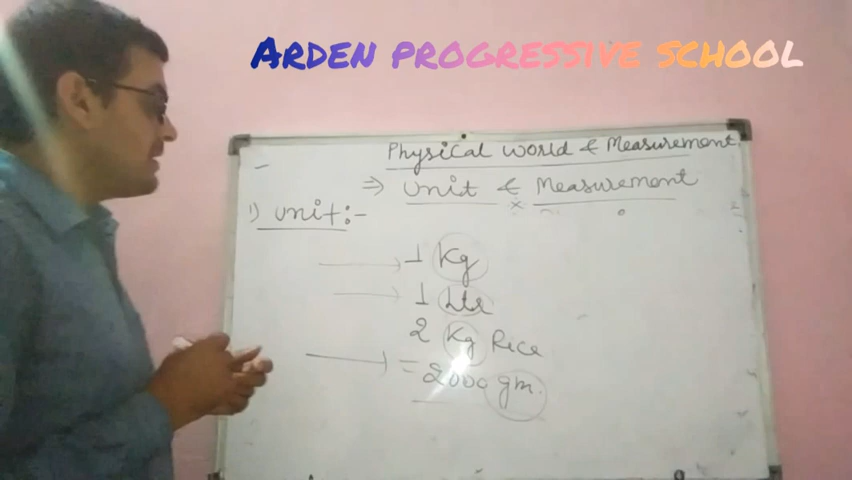 ARDEN PROGRESSIVE SCHOOL
Physical World & Measurement
⇒ Unit & Measurement
1) Unit:-
1 Kg
1 Ltr
2 Kg Rice
= 2000 gm.